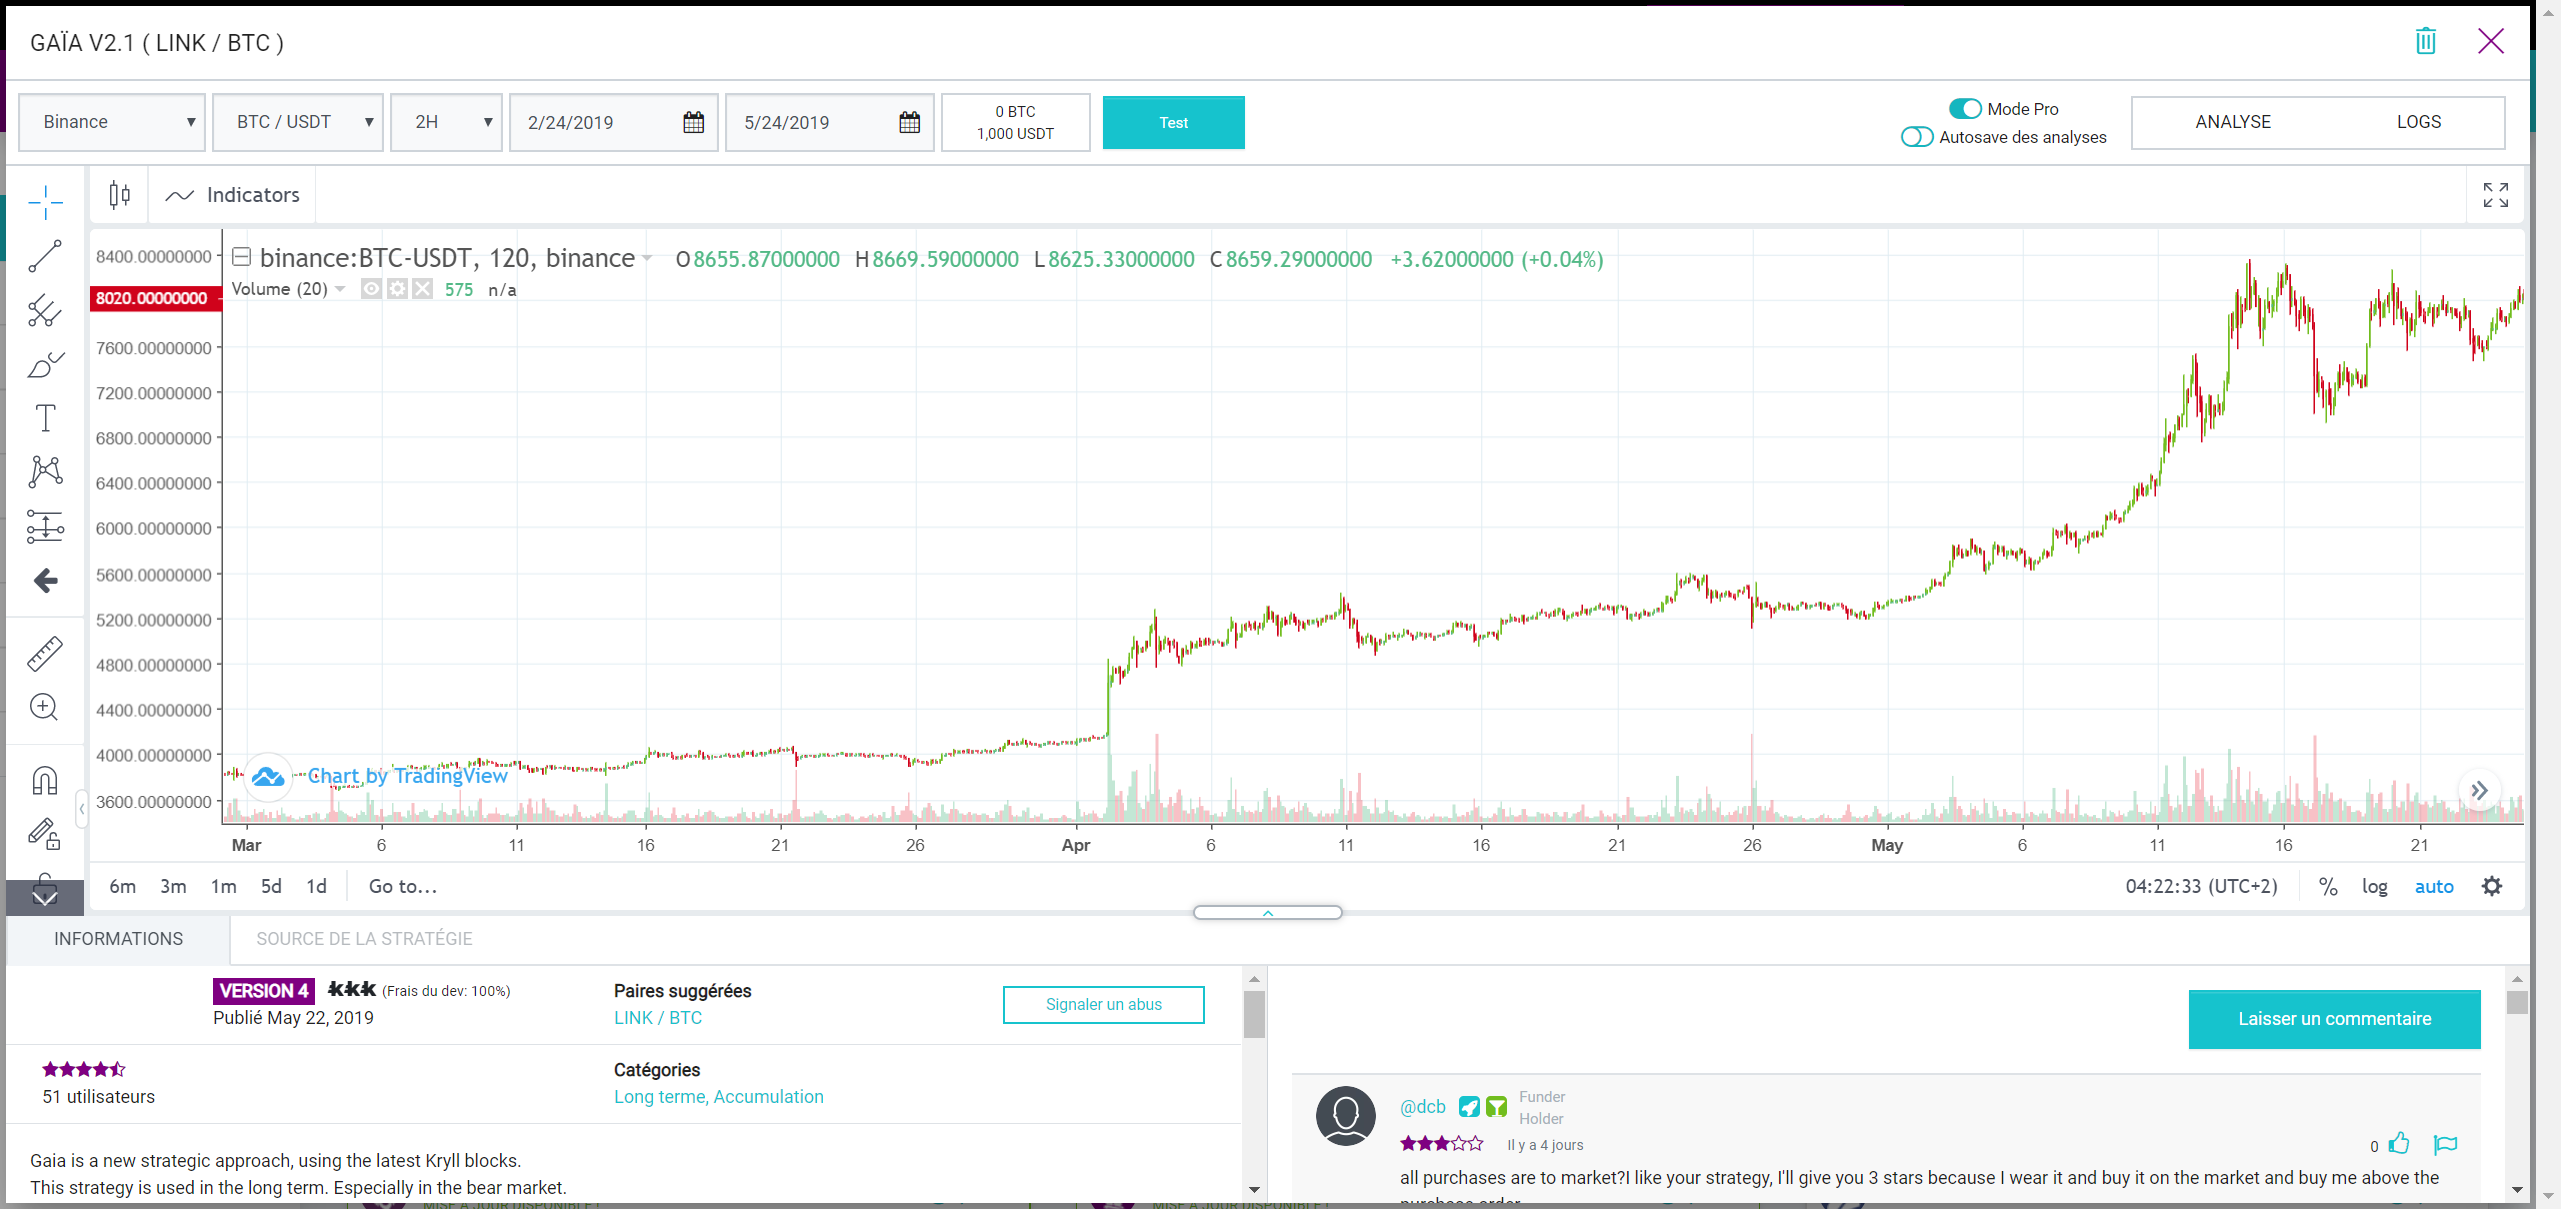 GAÏA V2.1 ( LINK / BTC )
Binance
BTC / USDT
2H
2/24/2019
5/24/2019
0 BTC
1,000 USDT
Test
Mode Pro
Autosave des analyses
ANALYSE
LOGS
Indicators
binance:BTC-USDT, 120, binance O8655.87000000 H8669.59000000 L8625.33000000 C8659.29000000 +3.62000000 (+0.04%)
Volume (20) 575 n/a
8400.00000000
8020.00000000
7600.00000000
7200.00000000
6800.00000000
6400.00000000
6000.00000000
5600.00000000
5200.00000000
4800.00000000
4400.00000000
4000.00000000
3600.00000000
Chart by TradingView
Mar 6 11 16 21 26 Apr 6 11 16 21 26 May 6 11 16 21
6m 3m 1m 5d 1d Go to...
04:22:33 (UTC+2) % log auto
INFORMATIONS
SOURCE DE LA STRATÉGIE
VERSION 4 (Frais du dev: 100%)
Publié May 22, 2019
Paires suggérées
LINK / BTC
Signaler un abus
51 utilisateurs
Catégories
Long terme, Accumulation
Gaia is a new strategic approach, using the latest Kryll blocks.
This strategy is used in the long term. Especially in the bear market.
Laisser un commentaire
@dcb
Funder
Holder
Il y a 4 jours
0
all purchases are to market?I like your strategy, I'll give you 3 stars because I wear it and buy it on the market and buy me above the
purchase order
MISE A JOUR DISPONIBLE !
MISE A JOUR DISPONIBLE !